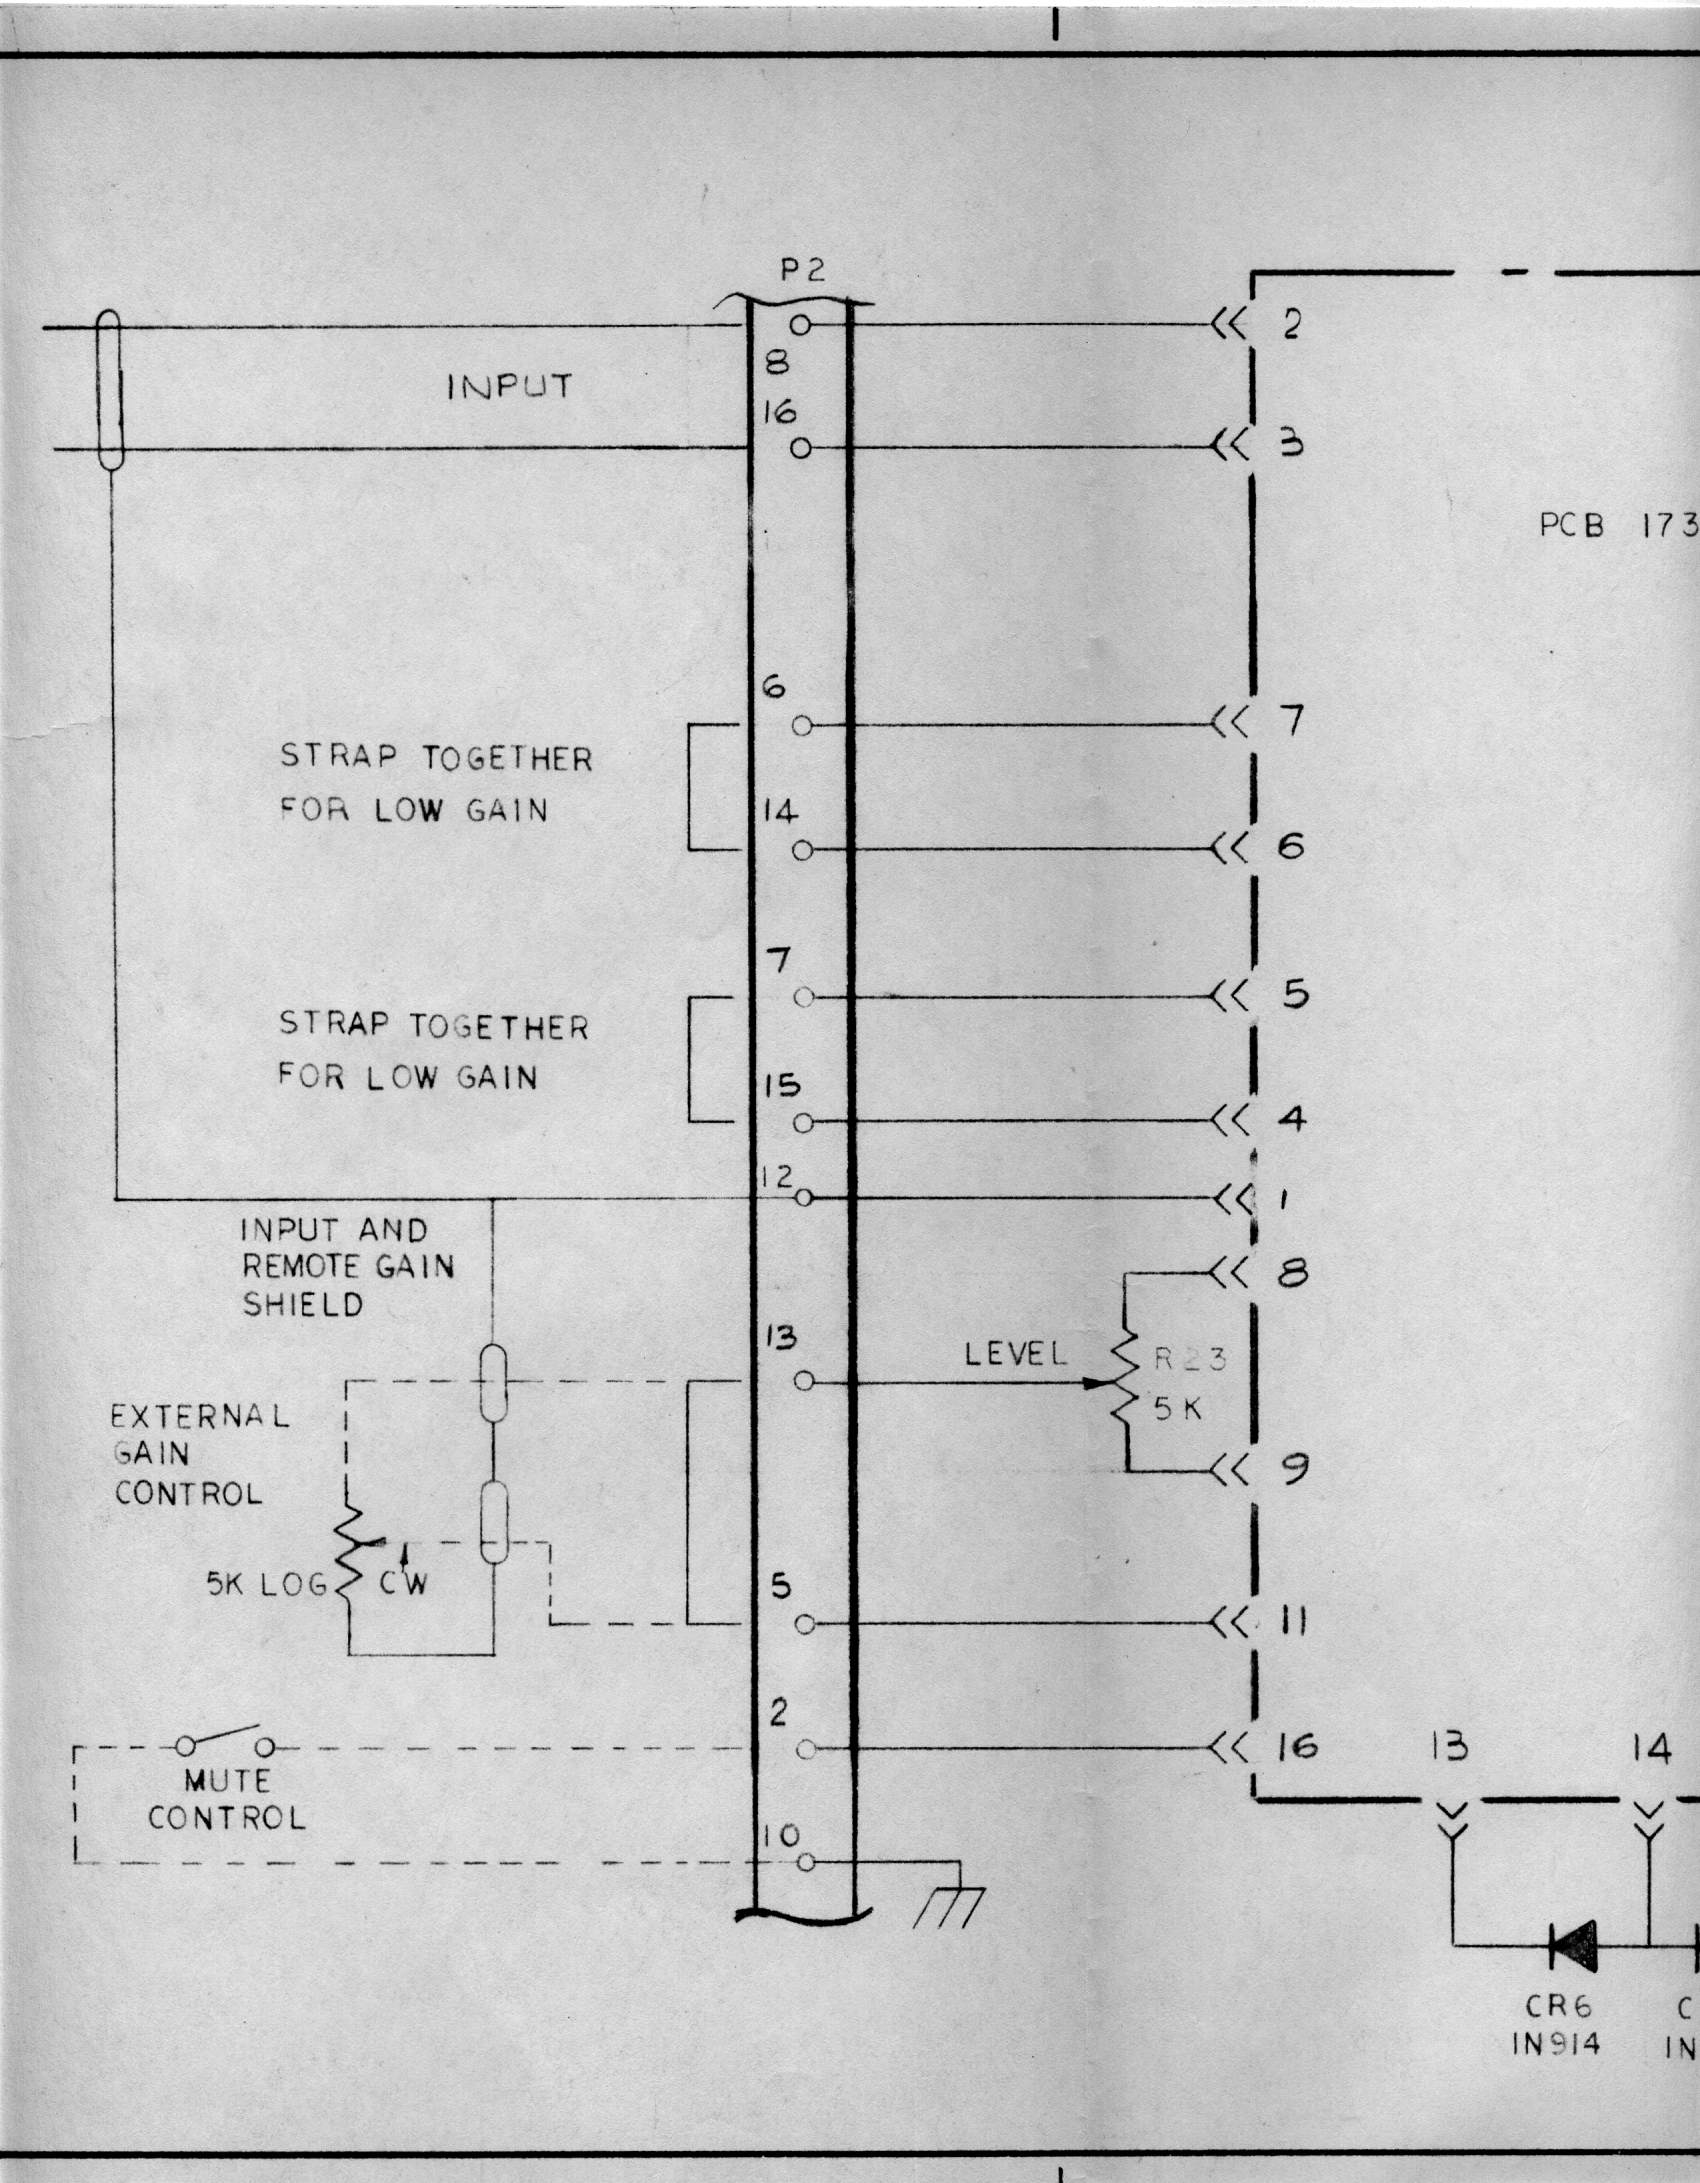 P2
8
2
INPUT
16
3
PCB 173
6
7
STRAP TOGETHER
FOR LOW GAIN
14
6
7
5
STRAP TOGETHER
FOR LOW GAIN
15
4
12
1
INPUT AND
REMOTE GAIN
SHIELD
8
13
LEVEL
R23
5K
EXTERNAL
GAIN
CONTROL
9
5K LOG
CW
5
11
2
16
13
14
MUTE
CONTROL
10
CR6
IN914
C
IN